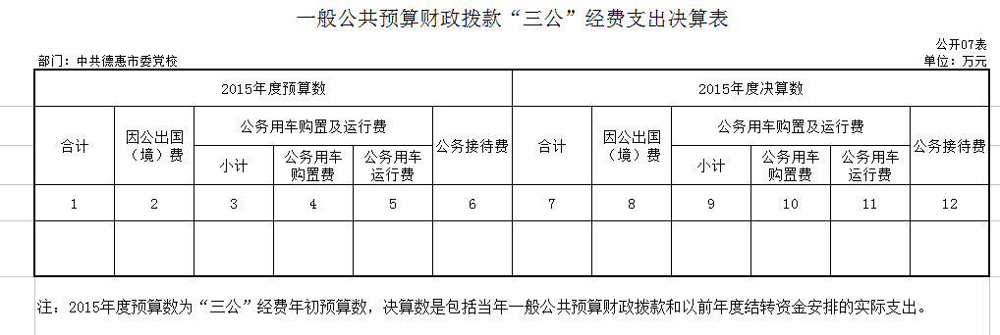 一般公共预算财政拨款“三公”经费支出决算表
公开07表
部门：中共德惠市委党校 单位：万元
2015年度预算数 2015年度决算数
合计 因公出国（境）费 公务用车购置及运行费 公务接待费 合计 因公出国（境）费 公务用车购置及运行费 公务接待费
小计 公务用车购置费 公务用车运行费 小计 公务用车购置费 公务用车运行费
1 2 3 4 5 6 7 8 9 10 11 12
注：2015年度预算数为“三公”经费年初预算数，决算数是包括当年一般公共预算财政拨款和以前年度结转资金安排的实际支出。